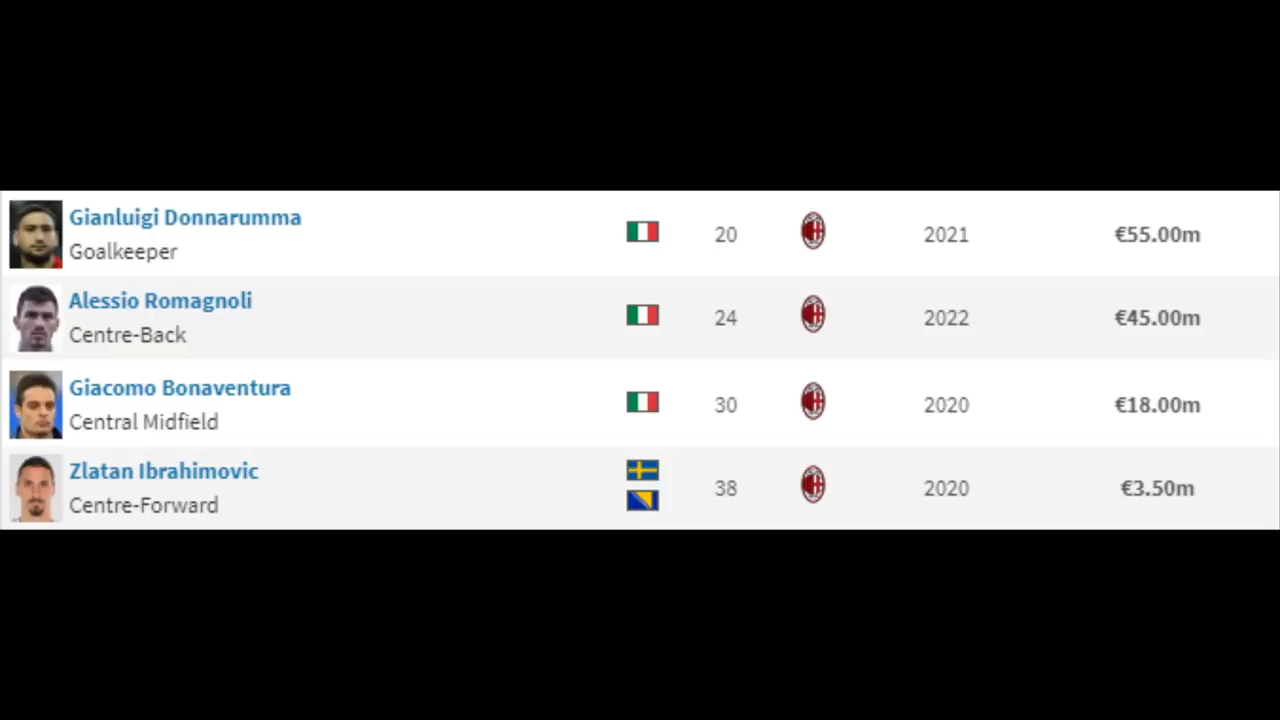 Gianluigi Donnarumma
Goalkeeper
20
2021
€55.00m
Alessio Romagnoli
Centre-Back
24
2022
€45.00m
Giacomo Bonaventura
Central Midfield
30
2020
€18.00m
Zlatan Ibrahimovic
Centre-Forward
38
2020
€3.50m